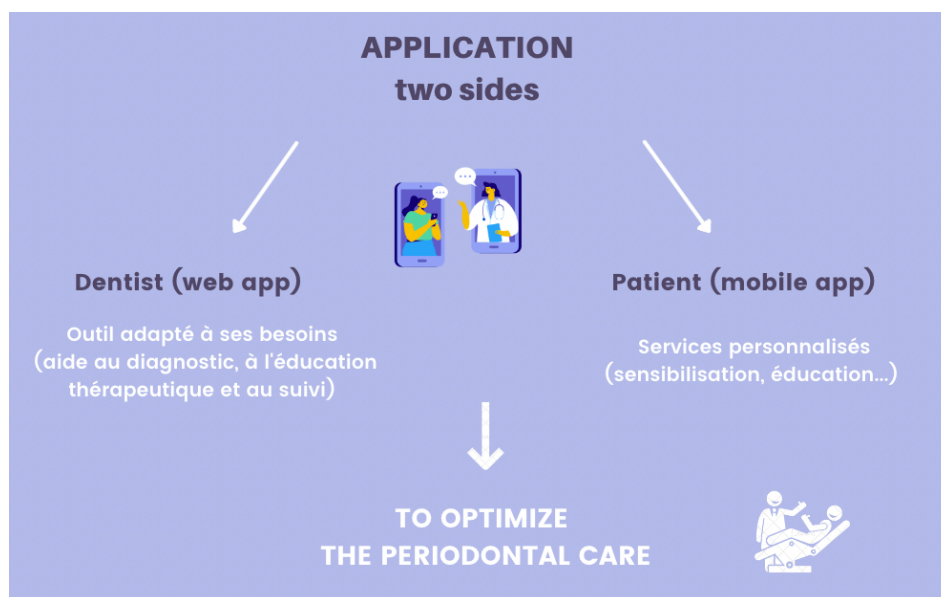 APPLICATION
two sides
Dentist (web app)
Outil adapté à ses besoins
(aide au diagnostic, à l'éducation
thérapeutique et au suivi)
Patient (mobile app)
Services personnalisés
(sensibilisation, éducation...)
TO OPTIMIZE
THE PERIODONTAL CARE